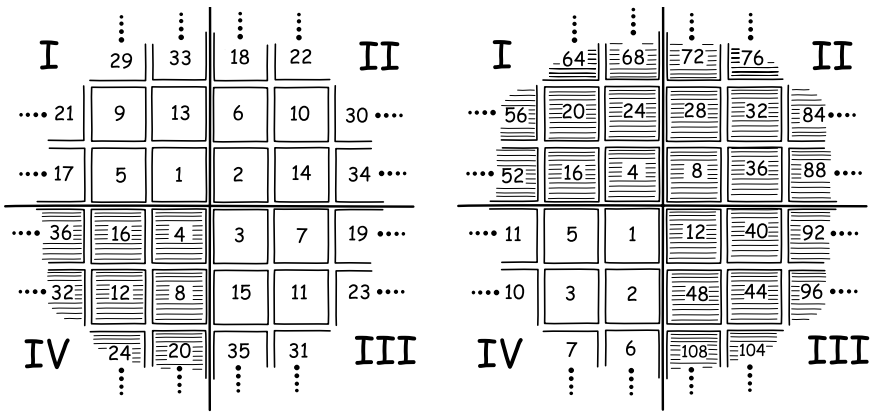 29 33 18 22
I II
21 9 13 6 10 30
17 5 1 2 14 34
36 16 4 3 7 19
32 12 8 15 11 23
IV III
24 20 35 31
64 68 72 76
I II
56 20 24 28 32 84
52 16 4 8 36 88
11 5 1 12 40 92
10 3 2 48 44 96
IV III
7 6 108 104